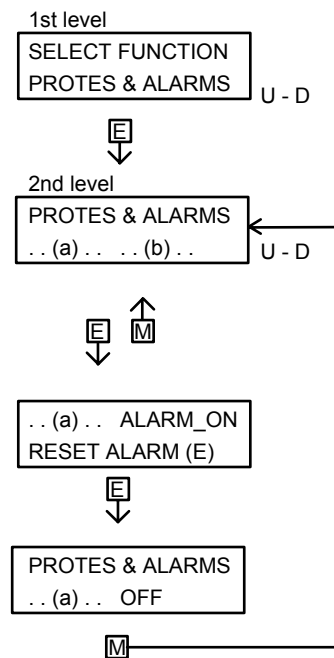 1st level
SELECT FUNCTION
PROTES & ALARMS
U - D
E
2nd level
PROTES & ALARMS
. . (a) . .   . . (b) . .
U - D
E M
. . (a) . .   ALARM_ON
RESET ALARM (E)
E
PROTES & ALARMS
. . (a) . .   OFF
M